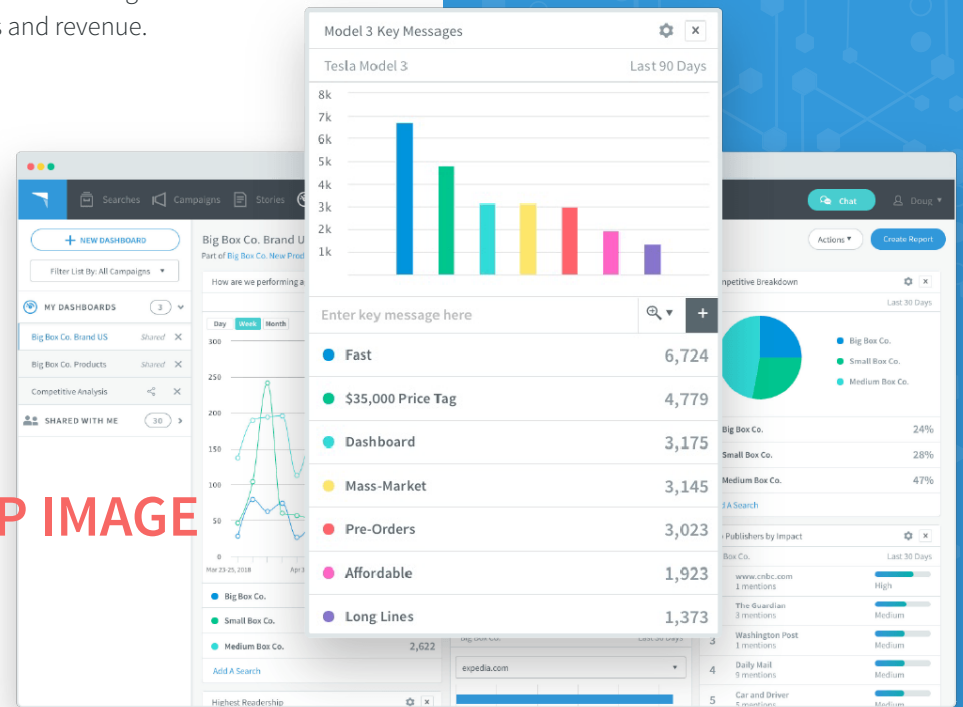 s and revenue.
Model 3 Key Messages
Tesla Model 3 Last 90 Days
8k
7k
6k
5k
4k
3k
2k
1k
Enter key message here
Fast 6,724
$35,000 Price Tag 4,779
Dashboard 3,175
Mass-Market 3,145
Pre-Orders 3,023
Affordable 1,923
Long Lines 1,373
Searches Campaigns Stories
Chat Doug
NEW DASHBOARD
Filter List By: All Campaigns
MY DASHBOARDS 3
Big Box Co. Brand US Shared
Big Box Co. Products Shared
Competitive Analysis
SHARED WITH ME 30
P IMAGE
Big Box Co. Brand U
Part of Big Box Co. New Prod
How are we performing a
Day Week Month
300
250
200
150
100
50
0
Mar 23-25, 2018 Apr 3
Big Box Co.
Small Box Co.
Medium Box Co. 2,622
Add A Search
Highest Readership
Big Box Co. Last 30 Days
expedia.com
Actions Create Report
mpetitive Breakdown
Last 30 Days
Big Box Co.
Small Box Co.
Medium Box Co.
Big Box Co. 24%
Small Box Co. 28%
Medium Box Co. 47%
d A Search
Publishers by Impact
Box Co. Last 30 Days
www.cnbc.com
1 mentions High
The Guardian
3 mentions Medium
3 Washington Post
1 mentions Medium
4 Daily Mail
9 mentions Medium
5 Car and Driver
5 mentions Medium